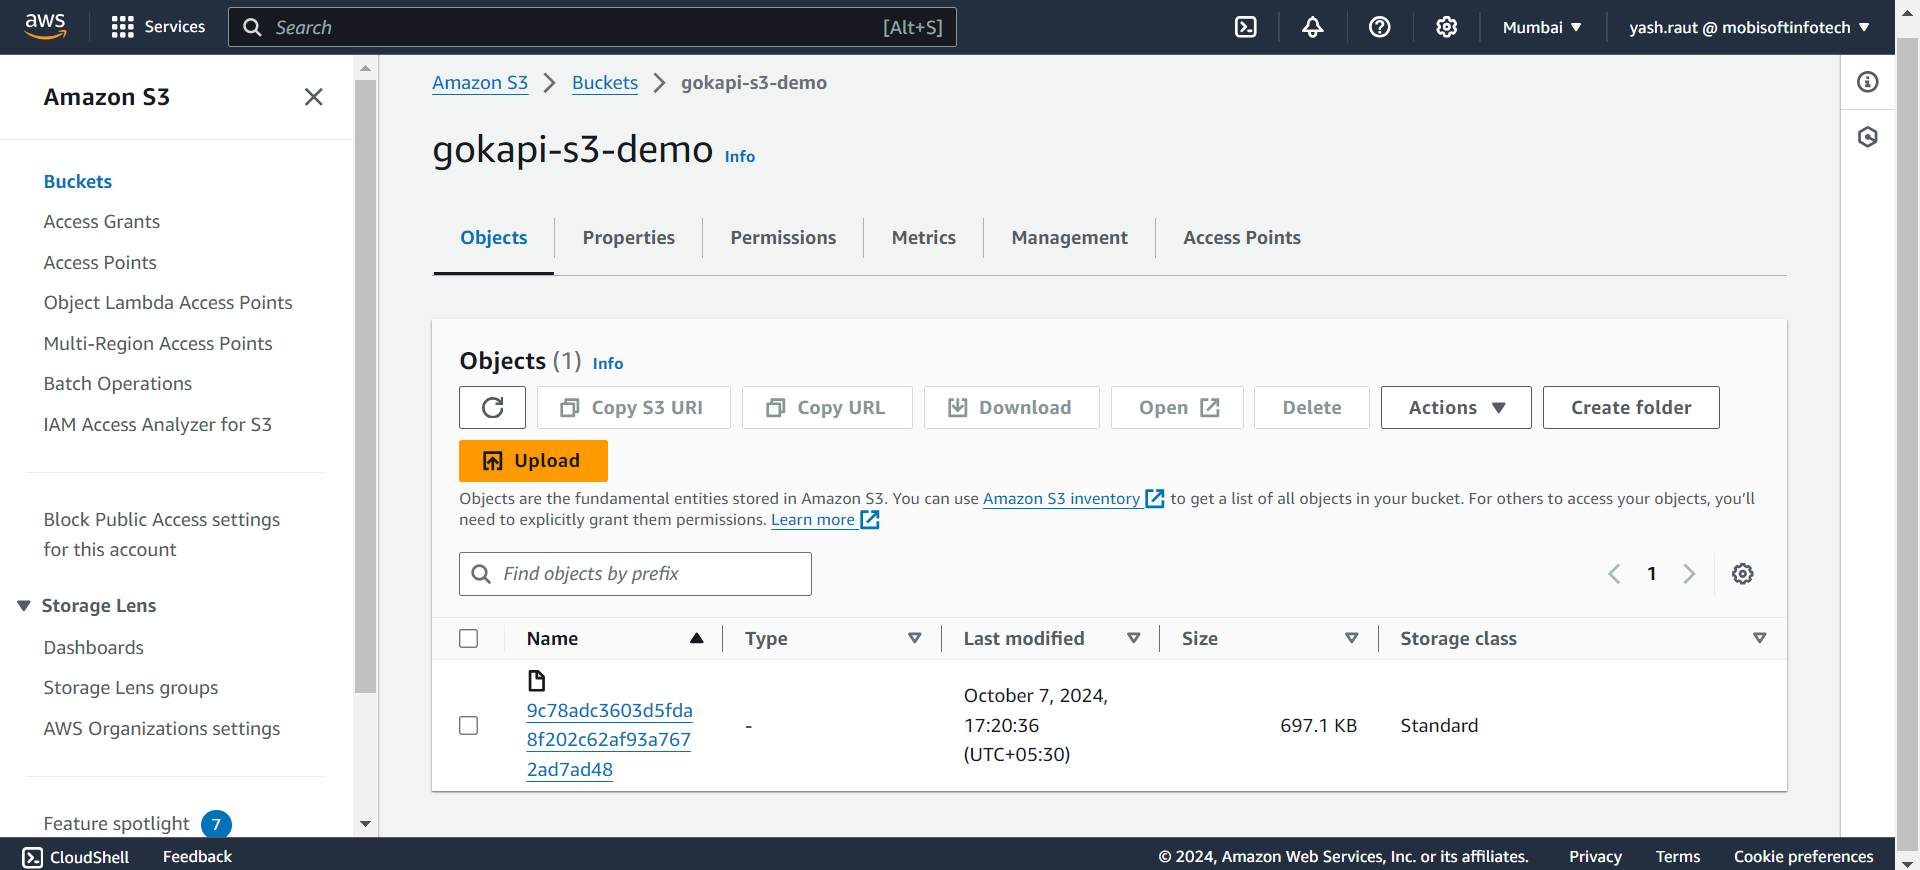 aws
Services
Search
[Alt+S]
Mumbai
yash.raut @ mobisoftinfotech
Amazon S3
Buckets
Access Grants
Access Points
Object Lambda Access Points
Multi-Region Access Points
Batch Operations
IAM Access Analyzer for S3
Block Public Access settings
for this account
Storage Lens
Dashboards
Storage Lens groups
AWS Organizations settings
Feature spotlight 7
Amazon S3 > Buckets > gokapi-s3-demo
gokapi-s3-demo Info
Objects Properties Permissions Metrics Management Access Points
Objects (1) Info
Copy S3 URI
Copy URL
Download
Open
Delete
Actions
Create folder
Upload
Objects are the fundamental entities stored in Amazon S3. You can use Amazon S3 inventory to get a list of all objects in your bucket. For others to access your objects, you’ll
need to explicitly grant them permissions. Learn more
Find objects by prefix
1
Name Type Last modified Size Storage class
9c78adc3603d5fda
8f202c62af93a767
2ad7ad48
-
October 7, 2024,
17:20:36
(UTC+05:30)
697.1 KB
Standard
CloudShell Feedback
© 2024, Amazon Web Services, Inc. or its affiliates. Privacy Terms Cookie preferences